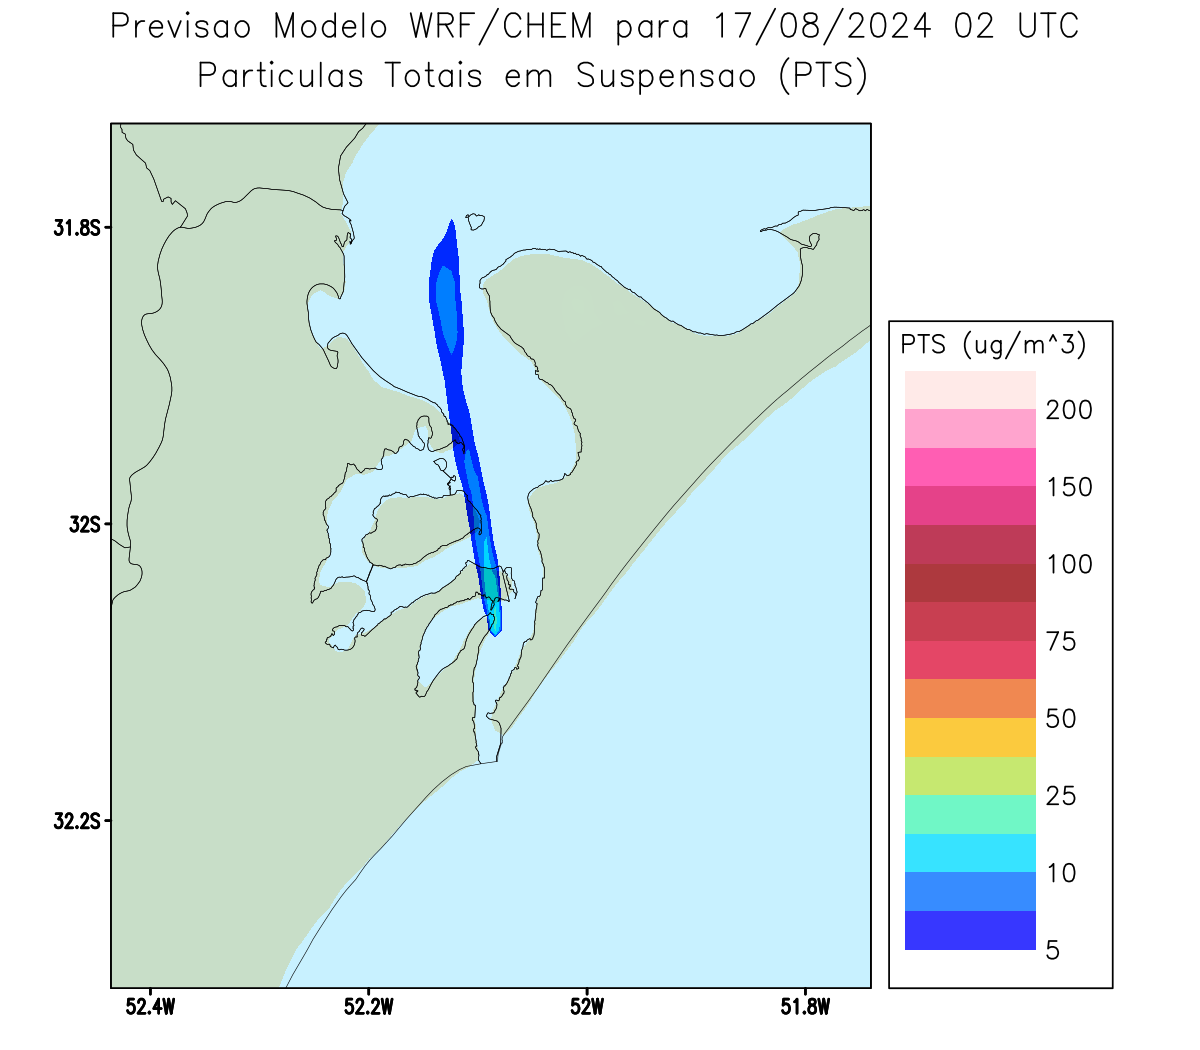 Previsao Modelo WRF/CHEM para 17/08/2024 02 UTC
Particulas Totais em Suspensao (PTS)
31.8S
32S
32.2S
52.4W
52.2W
52W
51.8W
PTS (ug/m^3)
200
150
100
75
50
25
10
5